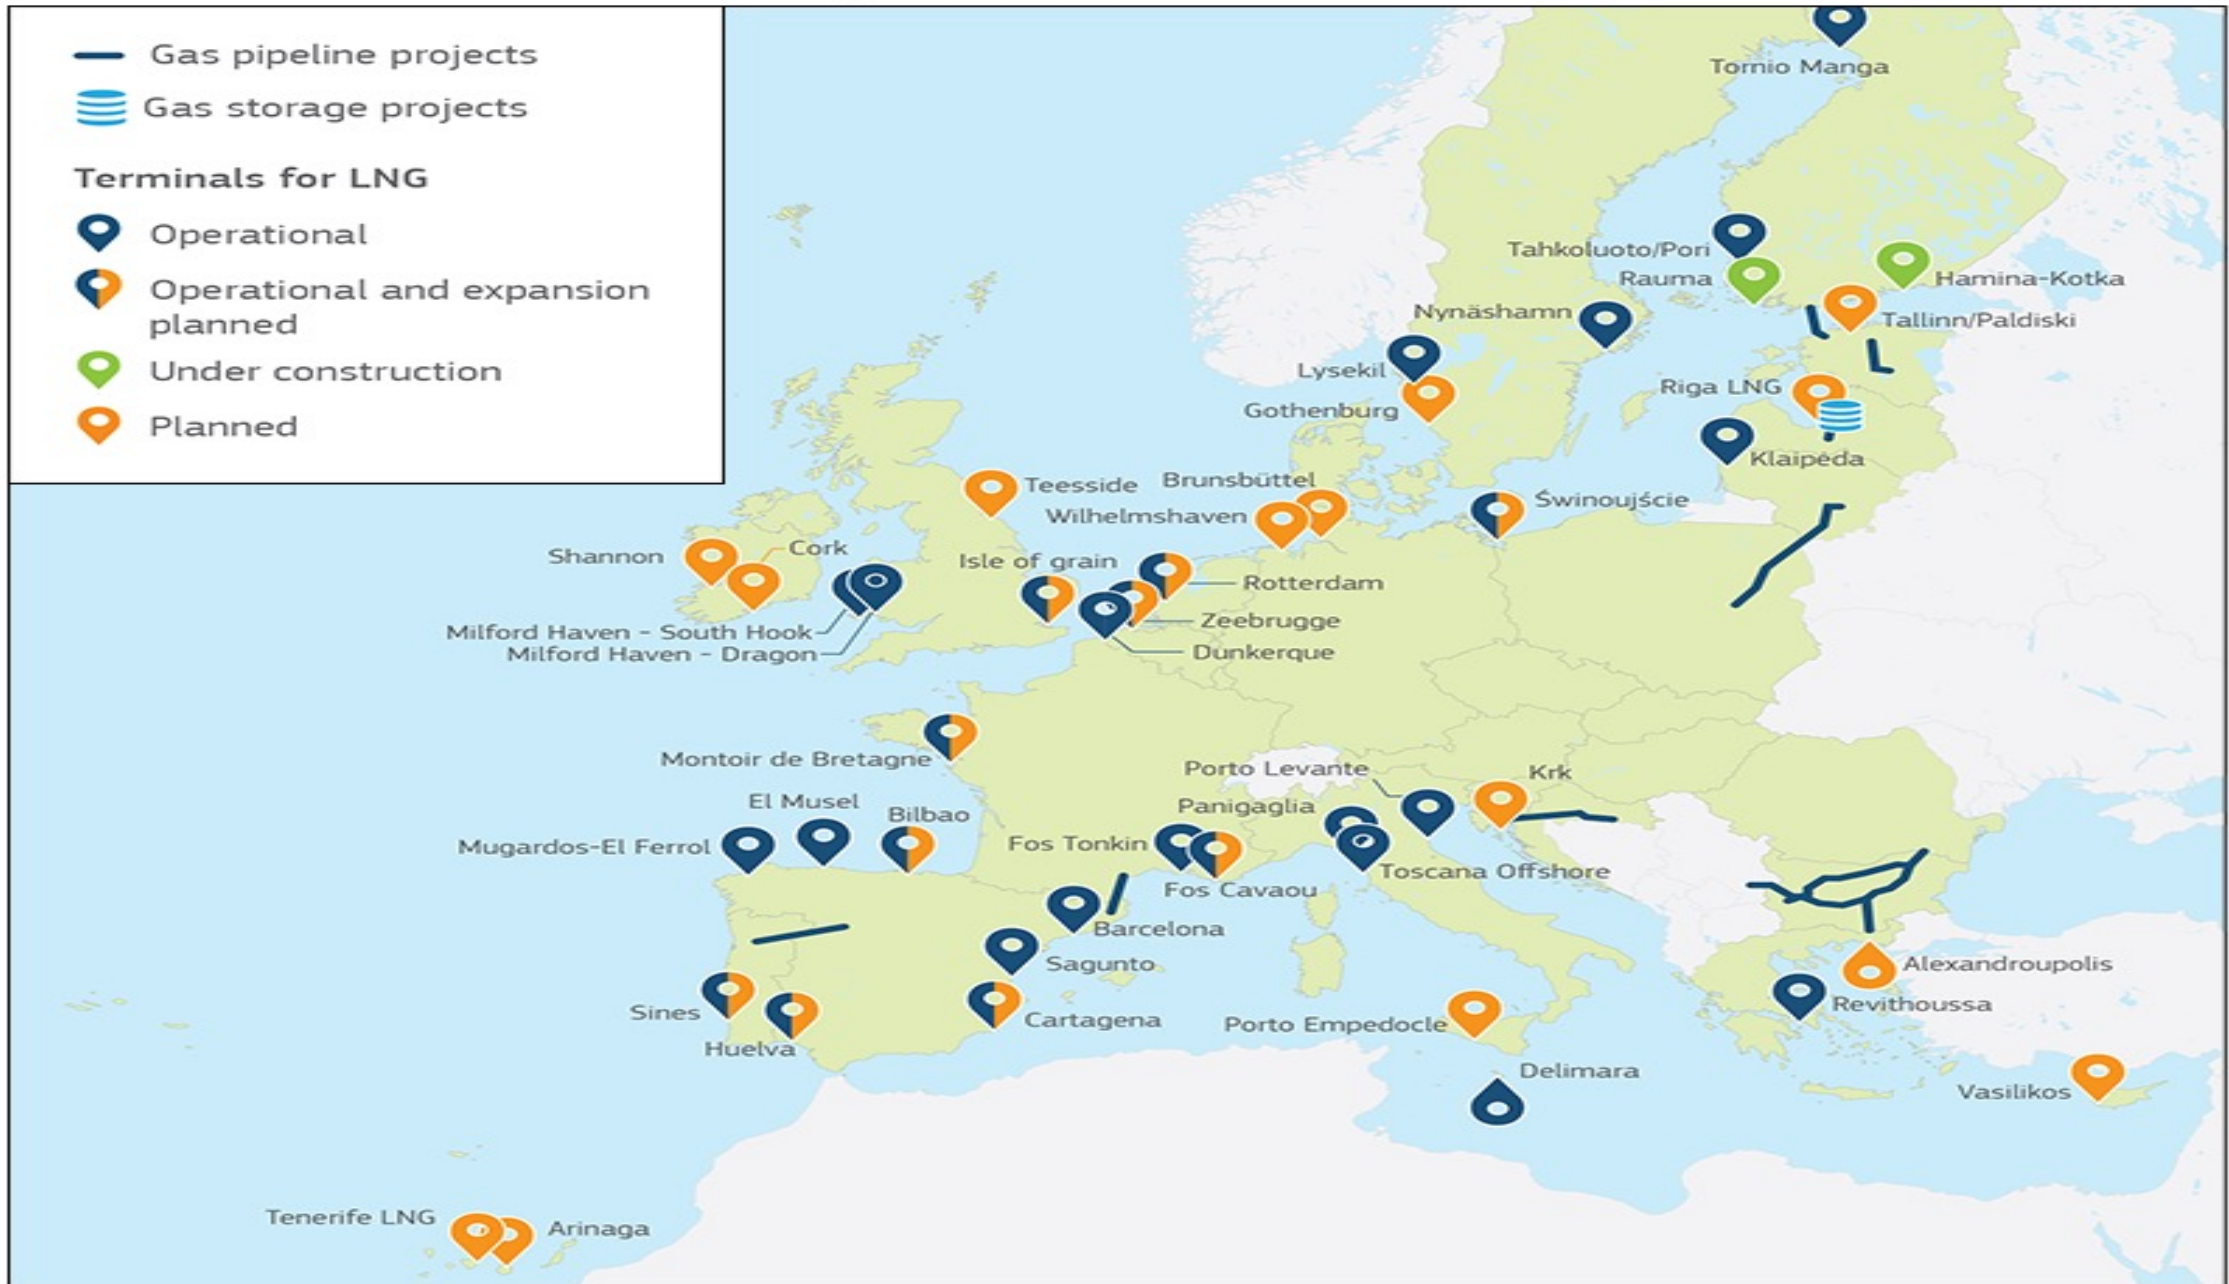 Gas pipeline projects
Gas storage projects
Terminals for LNG
Operational
Operational and expansion
planned
Under construction
Planned
Tornio Manga
Tahkoluoto/Pori
Rauma
Hamina-Kotka
Nynäshamn
Tallinn/Paldiski
Lysekil
Riga LNG
Gothenburg
Klaipėda
Teesside
Brunsbüttel
Świnoujście
Wilhelmshaven
Shannon
Cork
Isle of grain
Rotterdam
Zeebrugge
Milford Haven - South Hook
Milford Haven - Dragon
Dunkerque
Montoir de Bretagne
Porto Levante
Krk
El Musel
Panigaglia
Bilbao
Mugardos-El Ferrol
Fos Tonkin
Toscana Offshore
Fos Cavaou
Barcelona
Sagunto
Alexandroupolis
Revithoussa
Sines
Cartagena
Porto Empedocle
Huelva
Delimara
Vasilikos
Tenerife LNG
Arinaga